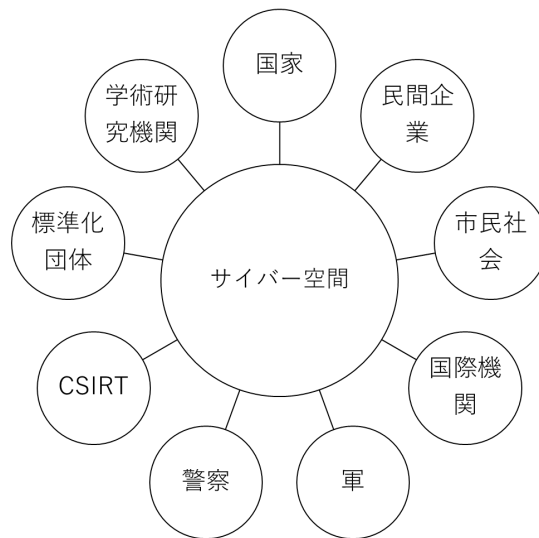 国家
民間企
業
市民社
会
国際機
関
軍
警察
CSIRT
標準化
団体
学術研
究機関
サイバー空間